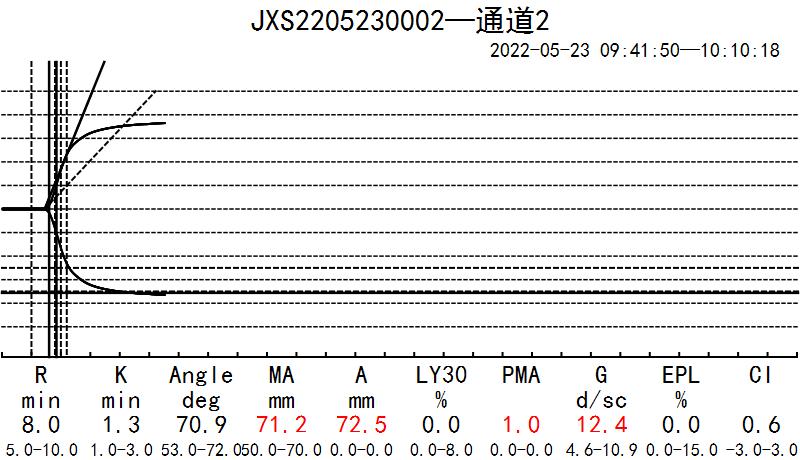 JXS2205230002—通道2
2022-05-23 09:41:50—10:10:18
R K Angle MA A LY30 PMA G EPL CI
min min deg mm mm % d/sc %
8.0 1.3 70.9 71.2 72.5 0.0 1.0 12.4 0.0 0.6
5.0-10.0 1.0-3.0 53.0-72.0 50.0-70.0 0.0-0.0 0.0-8.0 0.0-0.0 4.6-10.9 0.0-15.0 -3.0-3.0